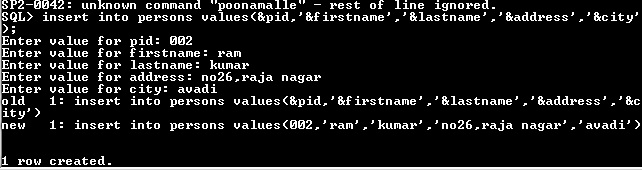 SP2-0042: unknown command "poonamalle" - rest of line ignored.
SQL> insert into persons values(&pid,'&firstname','&lastname','&address','&city'
);
Enter value for pid: 002
Enter value for firstname: ram
Enter value for lastname: kumar
Enter value for address: no26,raja nagar
Enter value for city: avadi
old   1: insert into persons values(&pid,'&firstname','&lastname','&address','&c
ity')
new   1: insert into persons values(002,'ram','kumar','no26,raja nagar','avadi')
1 row created.